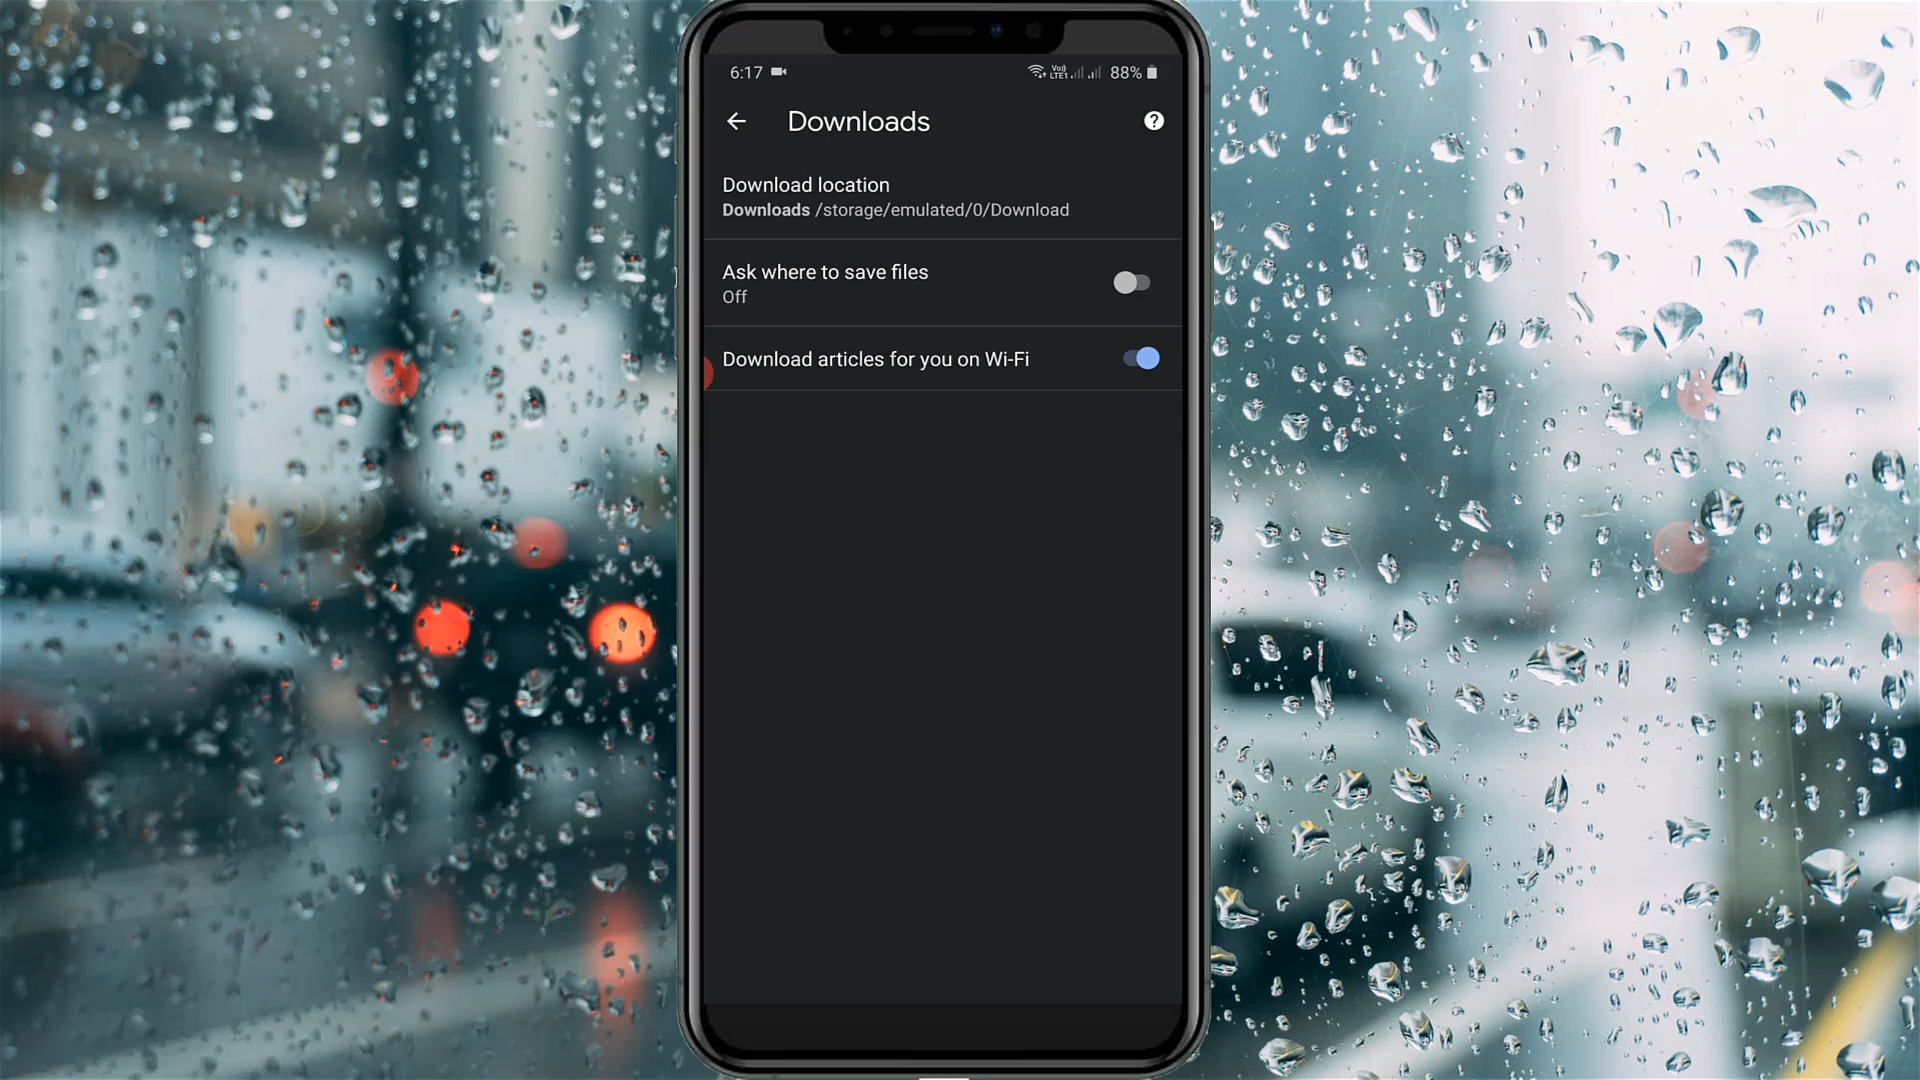 6:17 88%
Downloads
Download location
Downloads /storage/emulated/0/Download
Ask where to save files
Off
Download articles for you on Wi-Fi